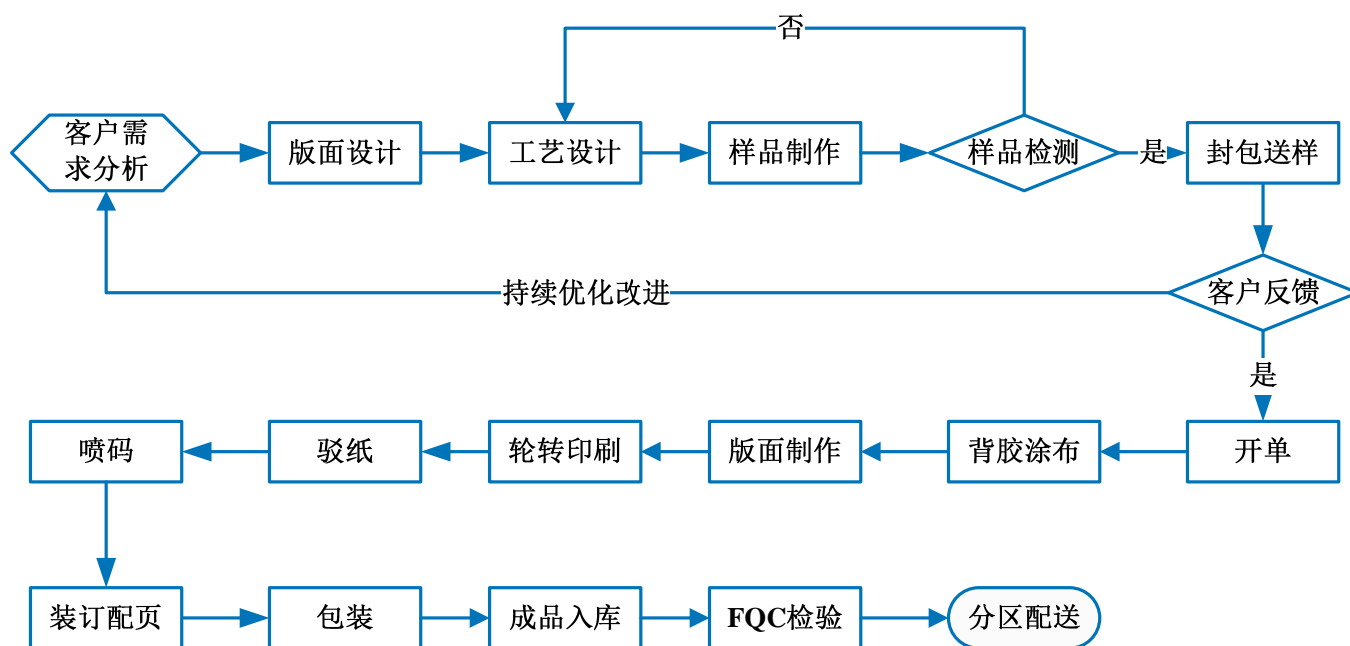 否
客户需
求分析
版面设计
工艺设计
样品制作
样品检测
是
封包送样
持续优化改进
客户反馈
是
喷码
驳纸
轮转印刷
版面制作
背胶涂布
开单
装订配页
包装
成品入库
FQC检验
分区配送